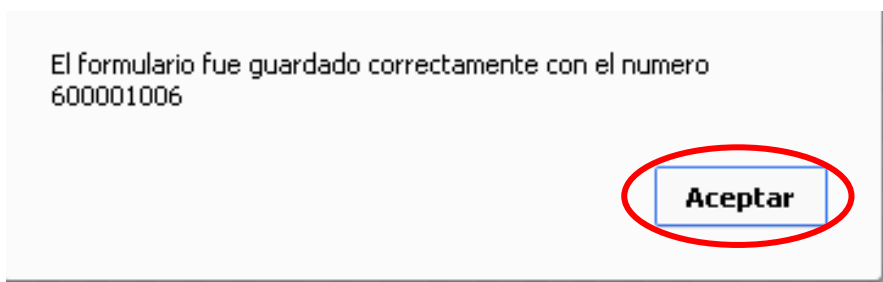 El formulario fue guardado correctamente con el numero
600001006
Aceptar